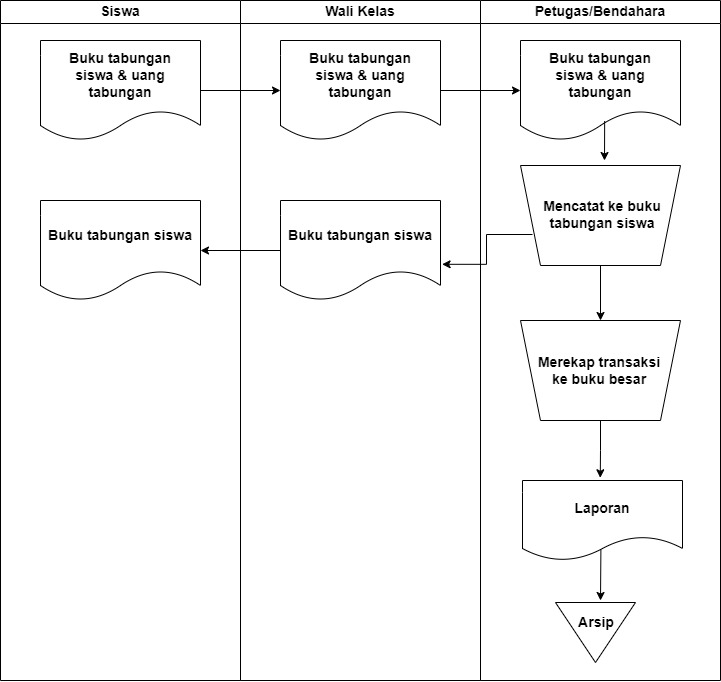 Siswa
Wali Kelas
Petugas/Bendahara
Buku tabungan
siswa & uang
tabungan
Buku tabungan
siswa & uang
tabungan
Buku tabungan
siswa & uang
tabungan
Mencatat ke buku
tabungan siswa
Buku tabungan siswa
Buku tabungan siswa
Merekap transaksi
ke buku besar
Laporan
Arsip